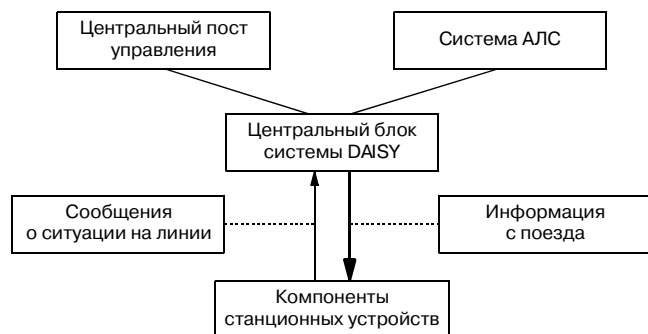 Центральный пост
управления
Система АЛС
Центральный блок
системы DAISY
Сообщения
о ситуации на линии
Информация
с поезда
Компоненты
станционных устройств